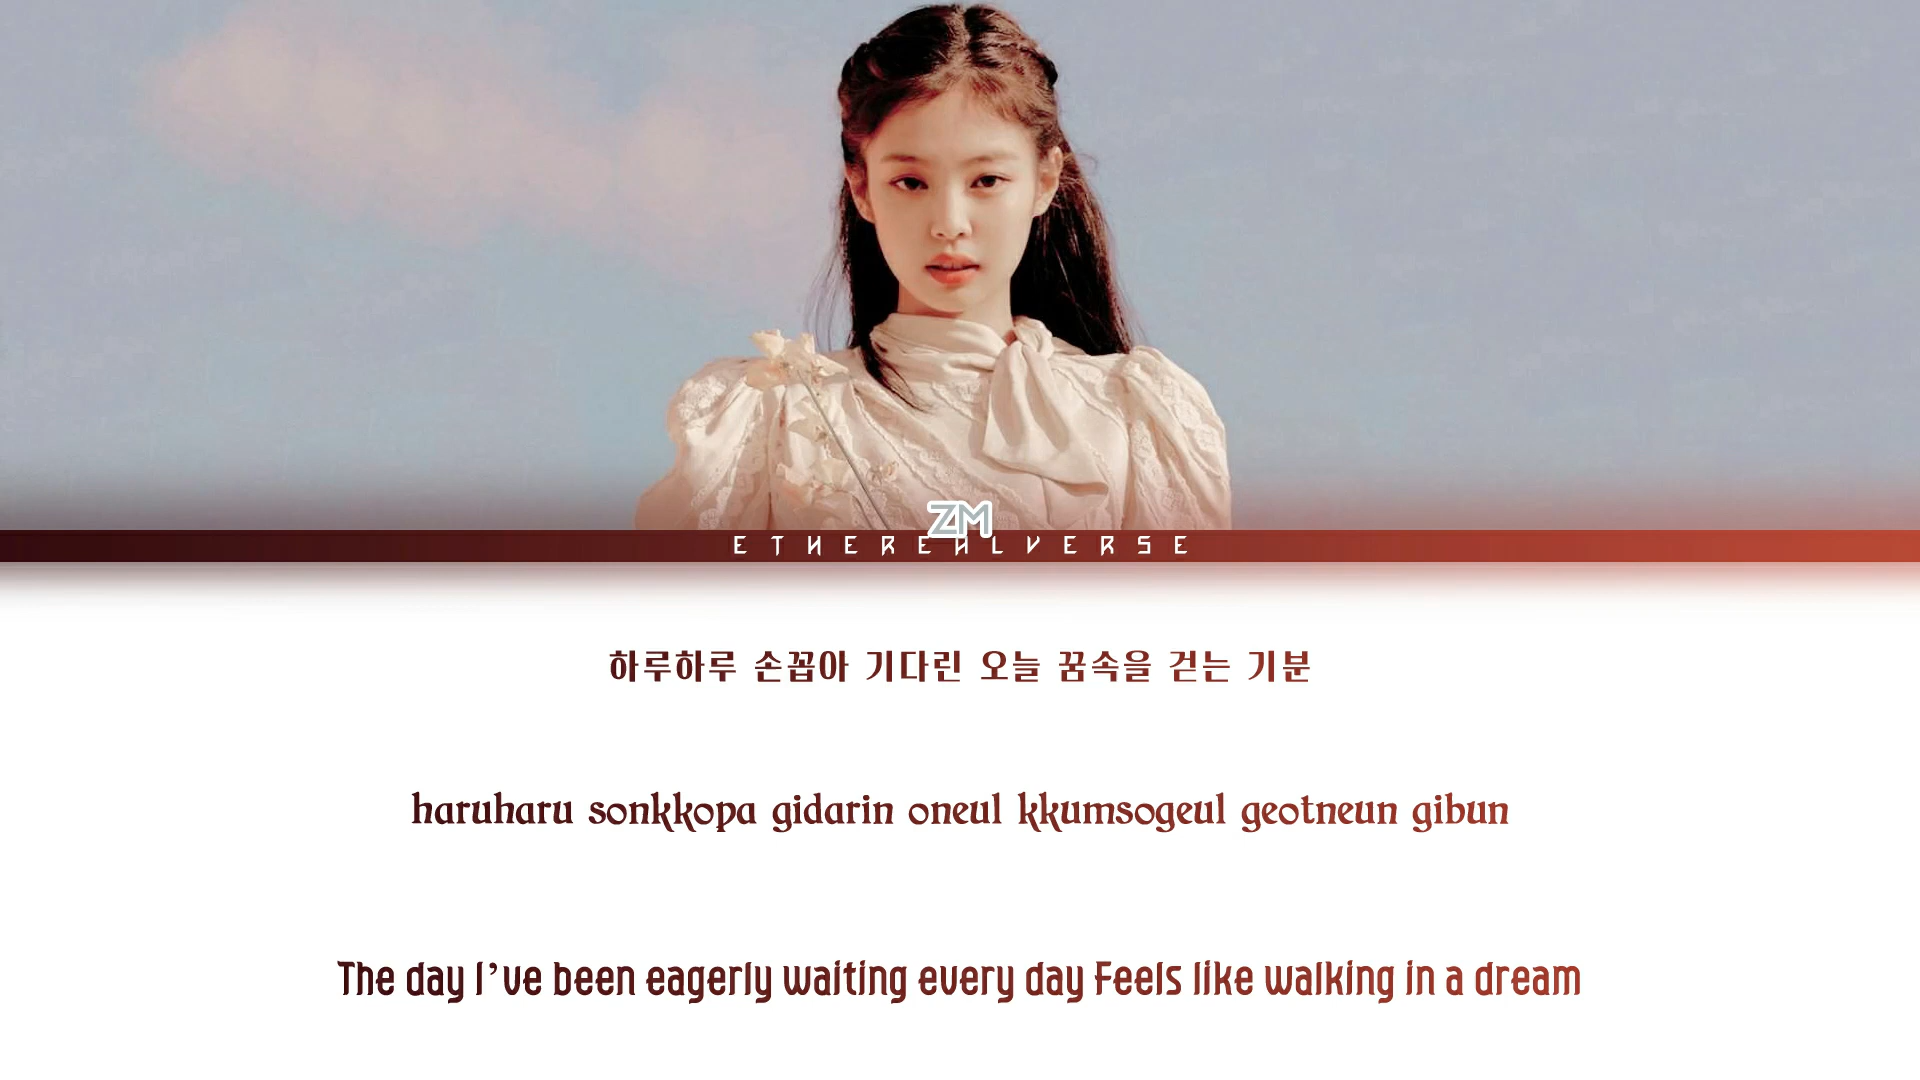 ZM
ETHEREALVERSE
하루하루 손꼽아 기다린 오늘 꿈속을 걷는 기분
haruharu sonkkopa gidarin oneul kkumsogeul geotneun gibun
The day I’ve been eagerly waiting every day Feels like walking in a dream